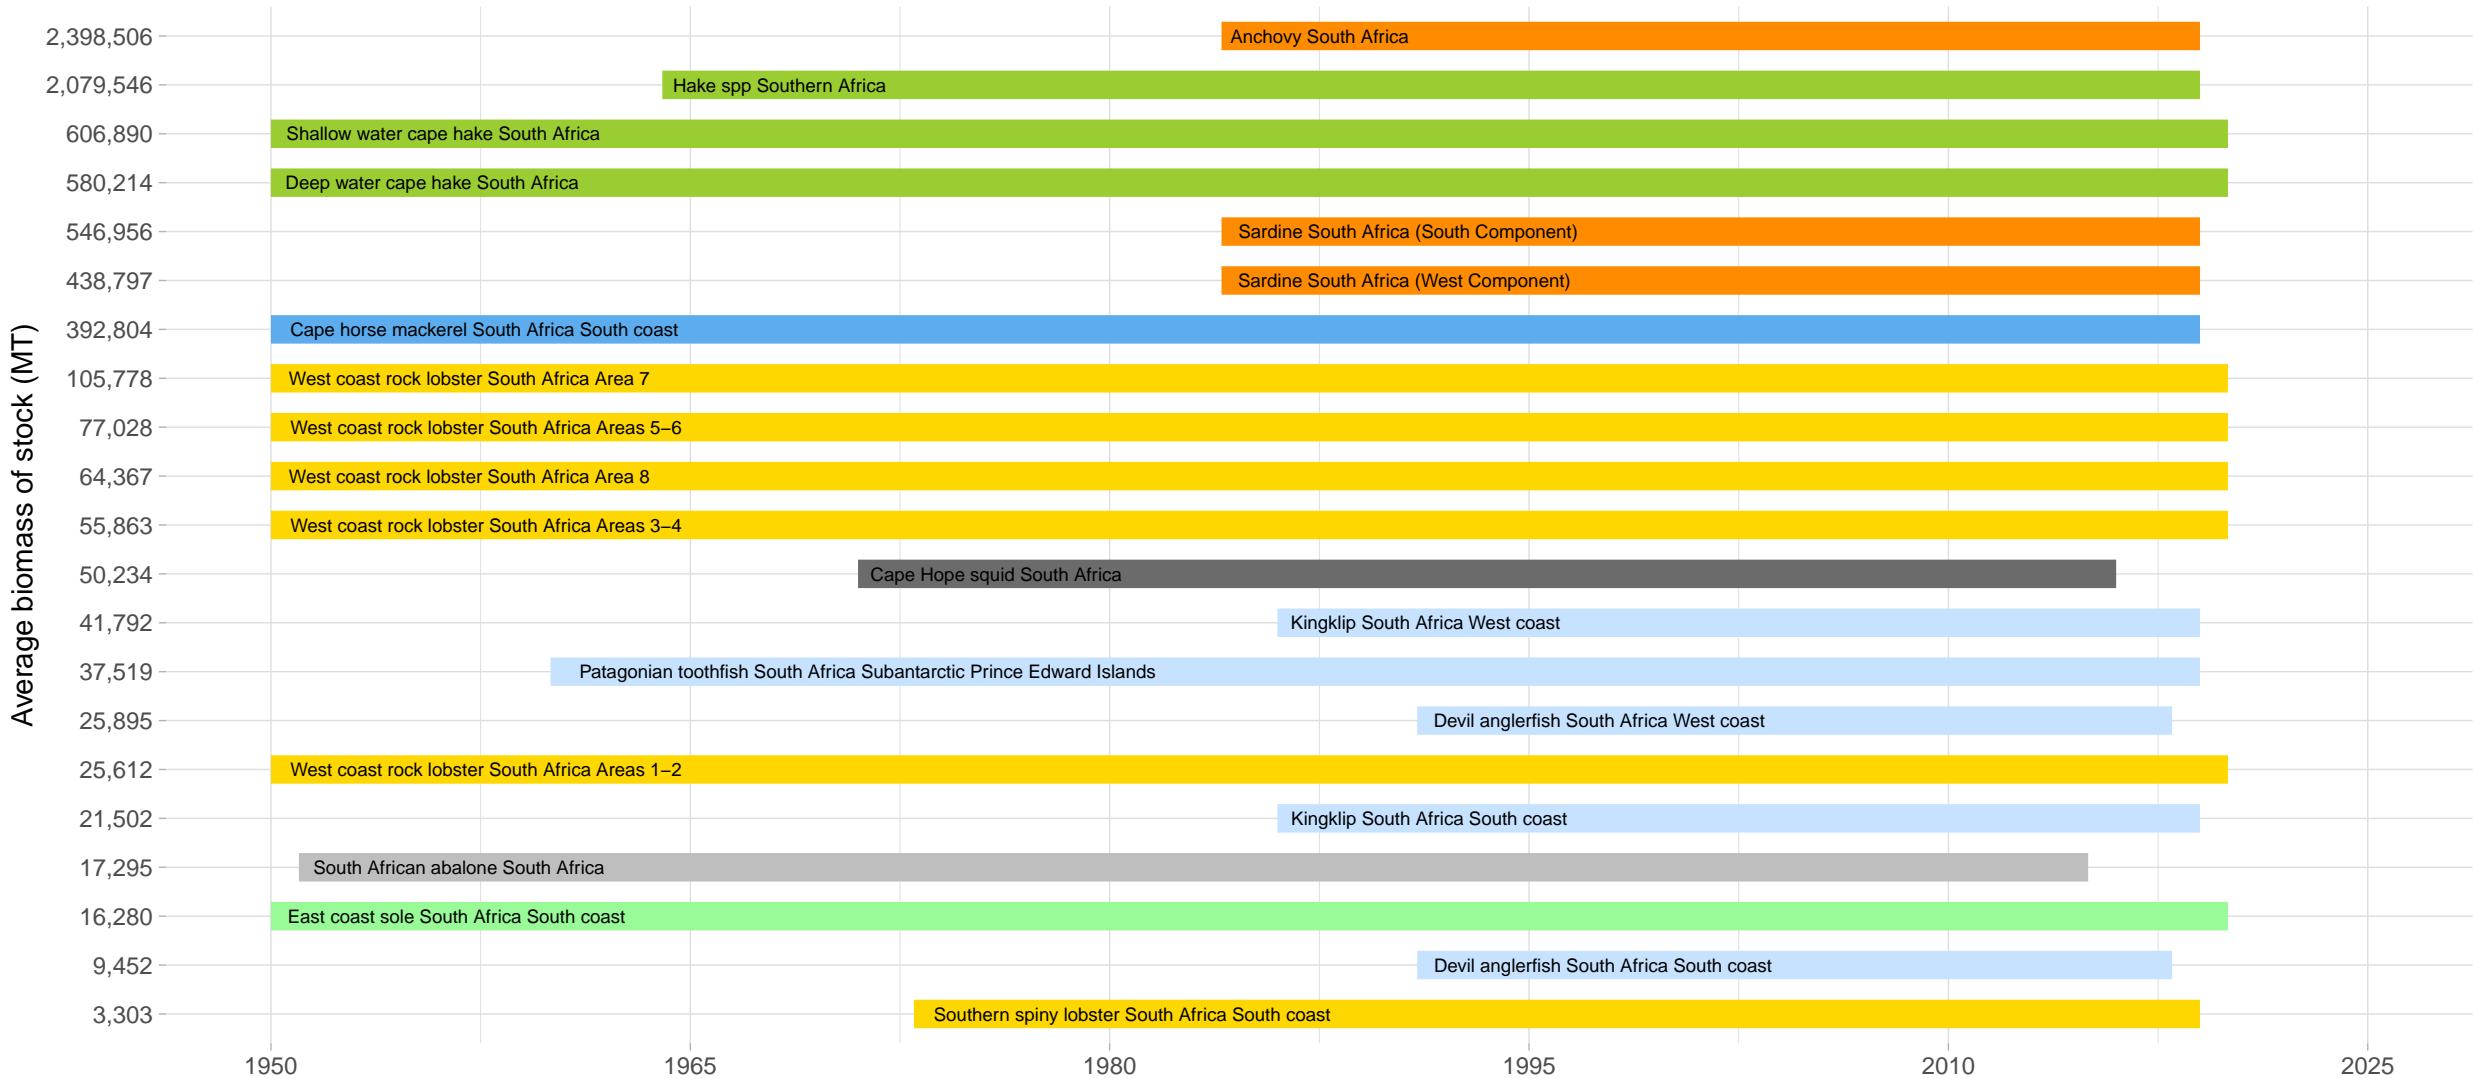 Average biomass of stock (MT)
2,398,506 Anchovy South Africa
2,079,546 Hake spp Southern Africa
606,890 Shallow water cape hake South Africa
580,214 Deep water cape hake South Africa
546,956 Sardine South Africa (South Component)
438,797 Sardine South Africa (West Component)
392,804 Cape horse mackerel South Africa South coast
105,778 West coast rock lobster South Africa Area 7
77,028 West coast rock lobster South Africa Areas 5–6
64,367 West coast rock lobster South Africa Area 8
55,863 West coast rock lobster South Africa Areas 3–4
50,234 Cape Hope squid South Africa
41,792 Kingklip South Africa West coast
37,519 Patagonian toothfish South Africa Subantarctic Prince Edward Islands
25,895 Devil anglerfish South Africa West coast
25,612 West coast rock lobster South Africa Areas 1–2
21,502 Kingklip South Africa South coast
17,295 South African abalone South Africa
16,280 East coast sole South Africa South coast
9,452 Devil anglerfish South Africa South coast
3,303 Southern spiny lobster South Africa South coast
1950 1965 1980 1995 2010 2025